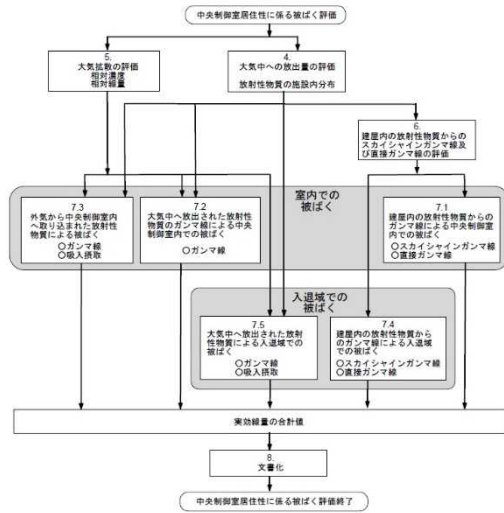 中央制御室居住性に係る被ばく評価
5.
大気拡散の評価
相対濃度
相対線量
4.
大気中への放出量の評価
放射性物質の施設内分布
6.
建屋内の放射性物質からの
スカイシャインガンマ線及
び直接ガンマ線の評価
室内での
被ばく
7.3
外気から中央制御室内
へ取り込まれた放射性
物質による被ばく
○ガンマ線
○吸入摂取
7.2
大気中へ放出された放射性
物質のガンマ線による中央制
御室内での被ばく
○ガンマ線
7.1
建屋内の放射性物質からの
ガンマ線による中央制御室
内での被ばく
○スカイシャインガンマ線
○直接ガンマ線
入退域での
被ばく
7.5
大気中へ放出された放射
性物質による入退域での
被ばく
○ガンマ線
○吸入摂取
7.4
建屋内の放射性物質から
のガンマ線による入退域
での被ばく
○スカイシャインガンマ線
○直接ガンマ線
実効線量の合計値
8.
文書化
中央制御室居住性に係る被ばく評価終了